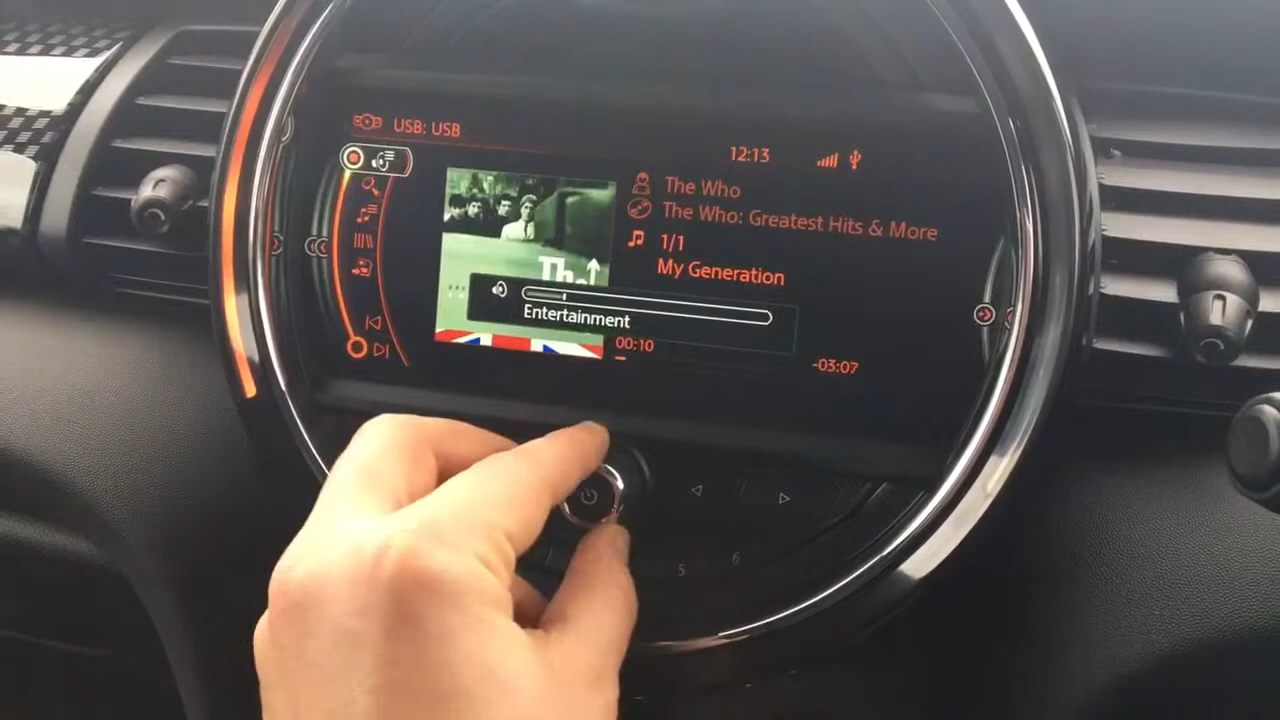 USB: USB
12:13
The Who
The Who: Greatest Hits & More
1/1
My Generation
Th
Entertainment
00:10
-03:07
5
6